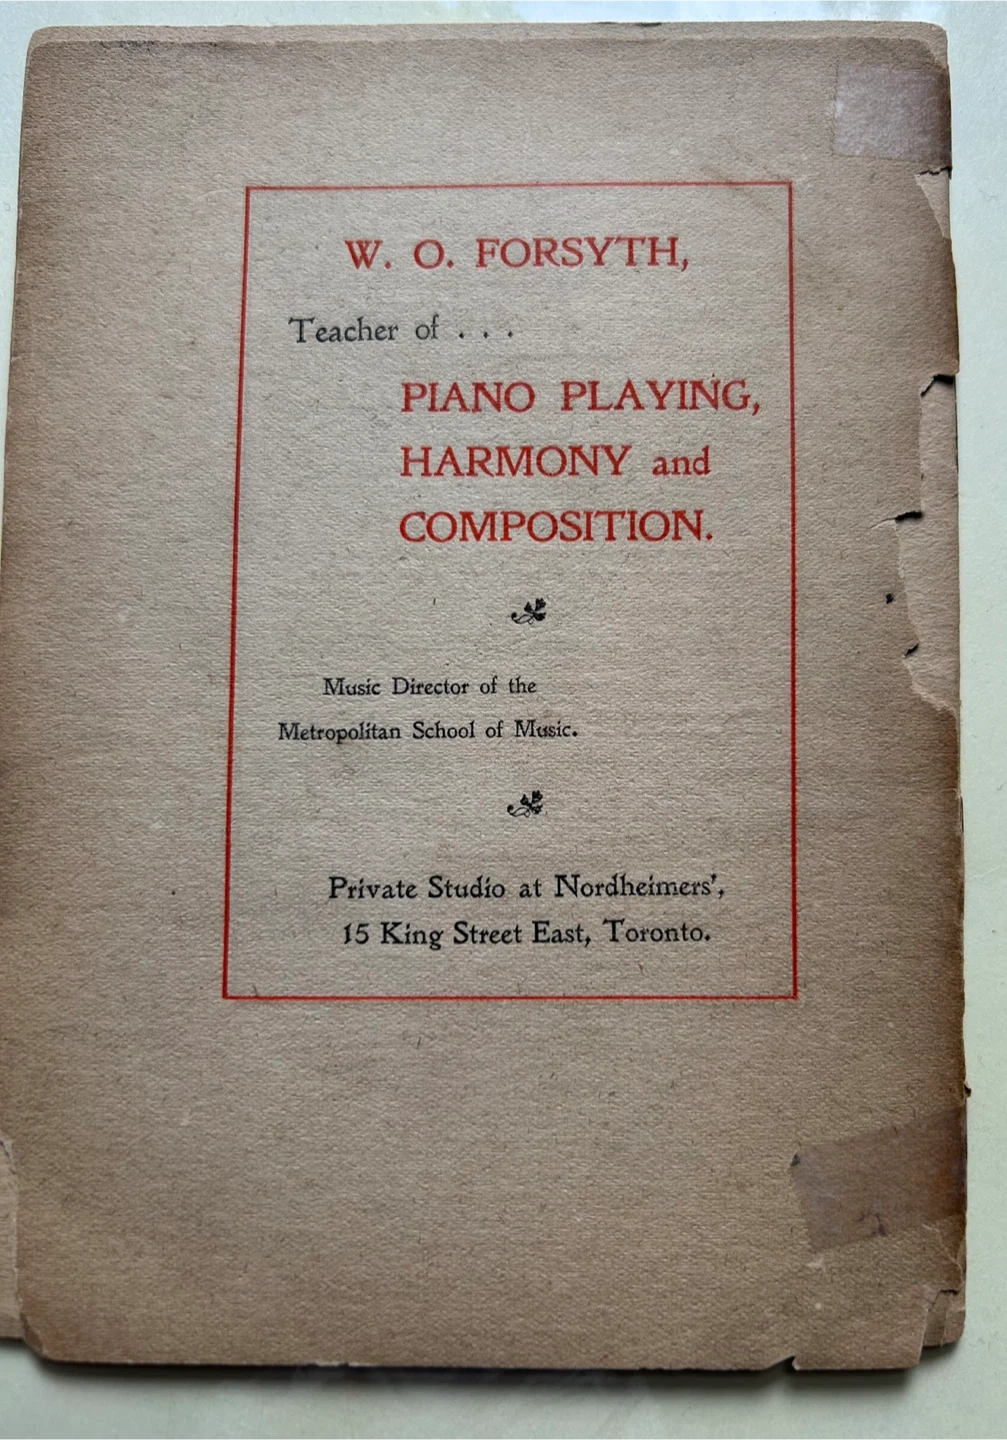 W. O. FORSYTH,
Teacher of . . .
PIANO PLAYING,
HARMONY and
COMPOSITION.
Music Director of the
Metropolitan School of Music.
Private Studio at Nordheimers',
15 King Street East, Toronto.